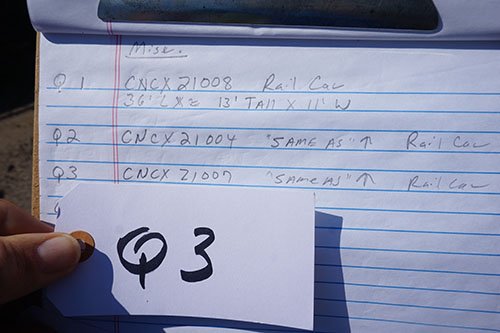 Misc.
Q 1 CNCX 21008 Rail Car
36' L X 13' Tall X 11' W
Q2 CNCX 21004 "SAME AS" ↑ Rail Car
Q3 CNCX 21007 "SAME AS" ↑ Rail Car
Q 3